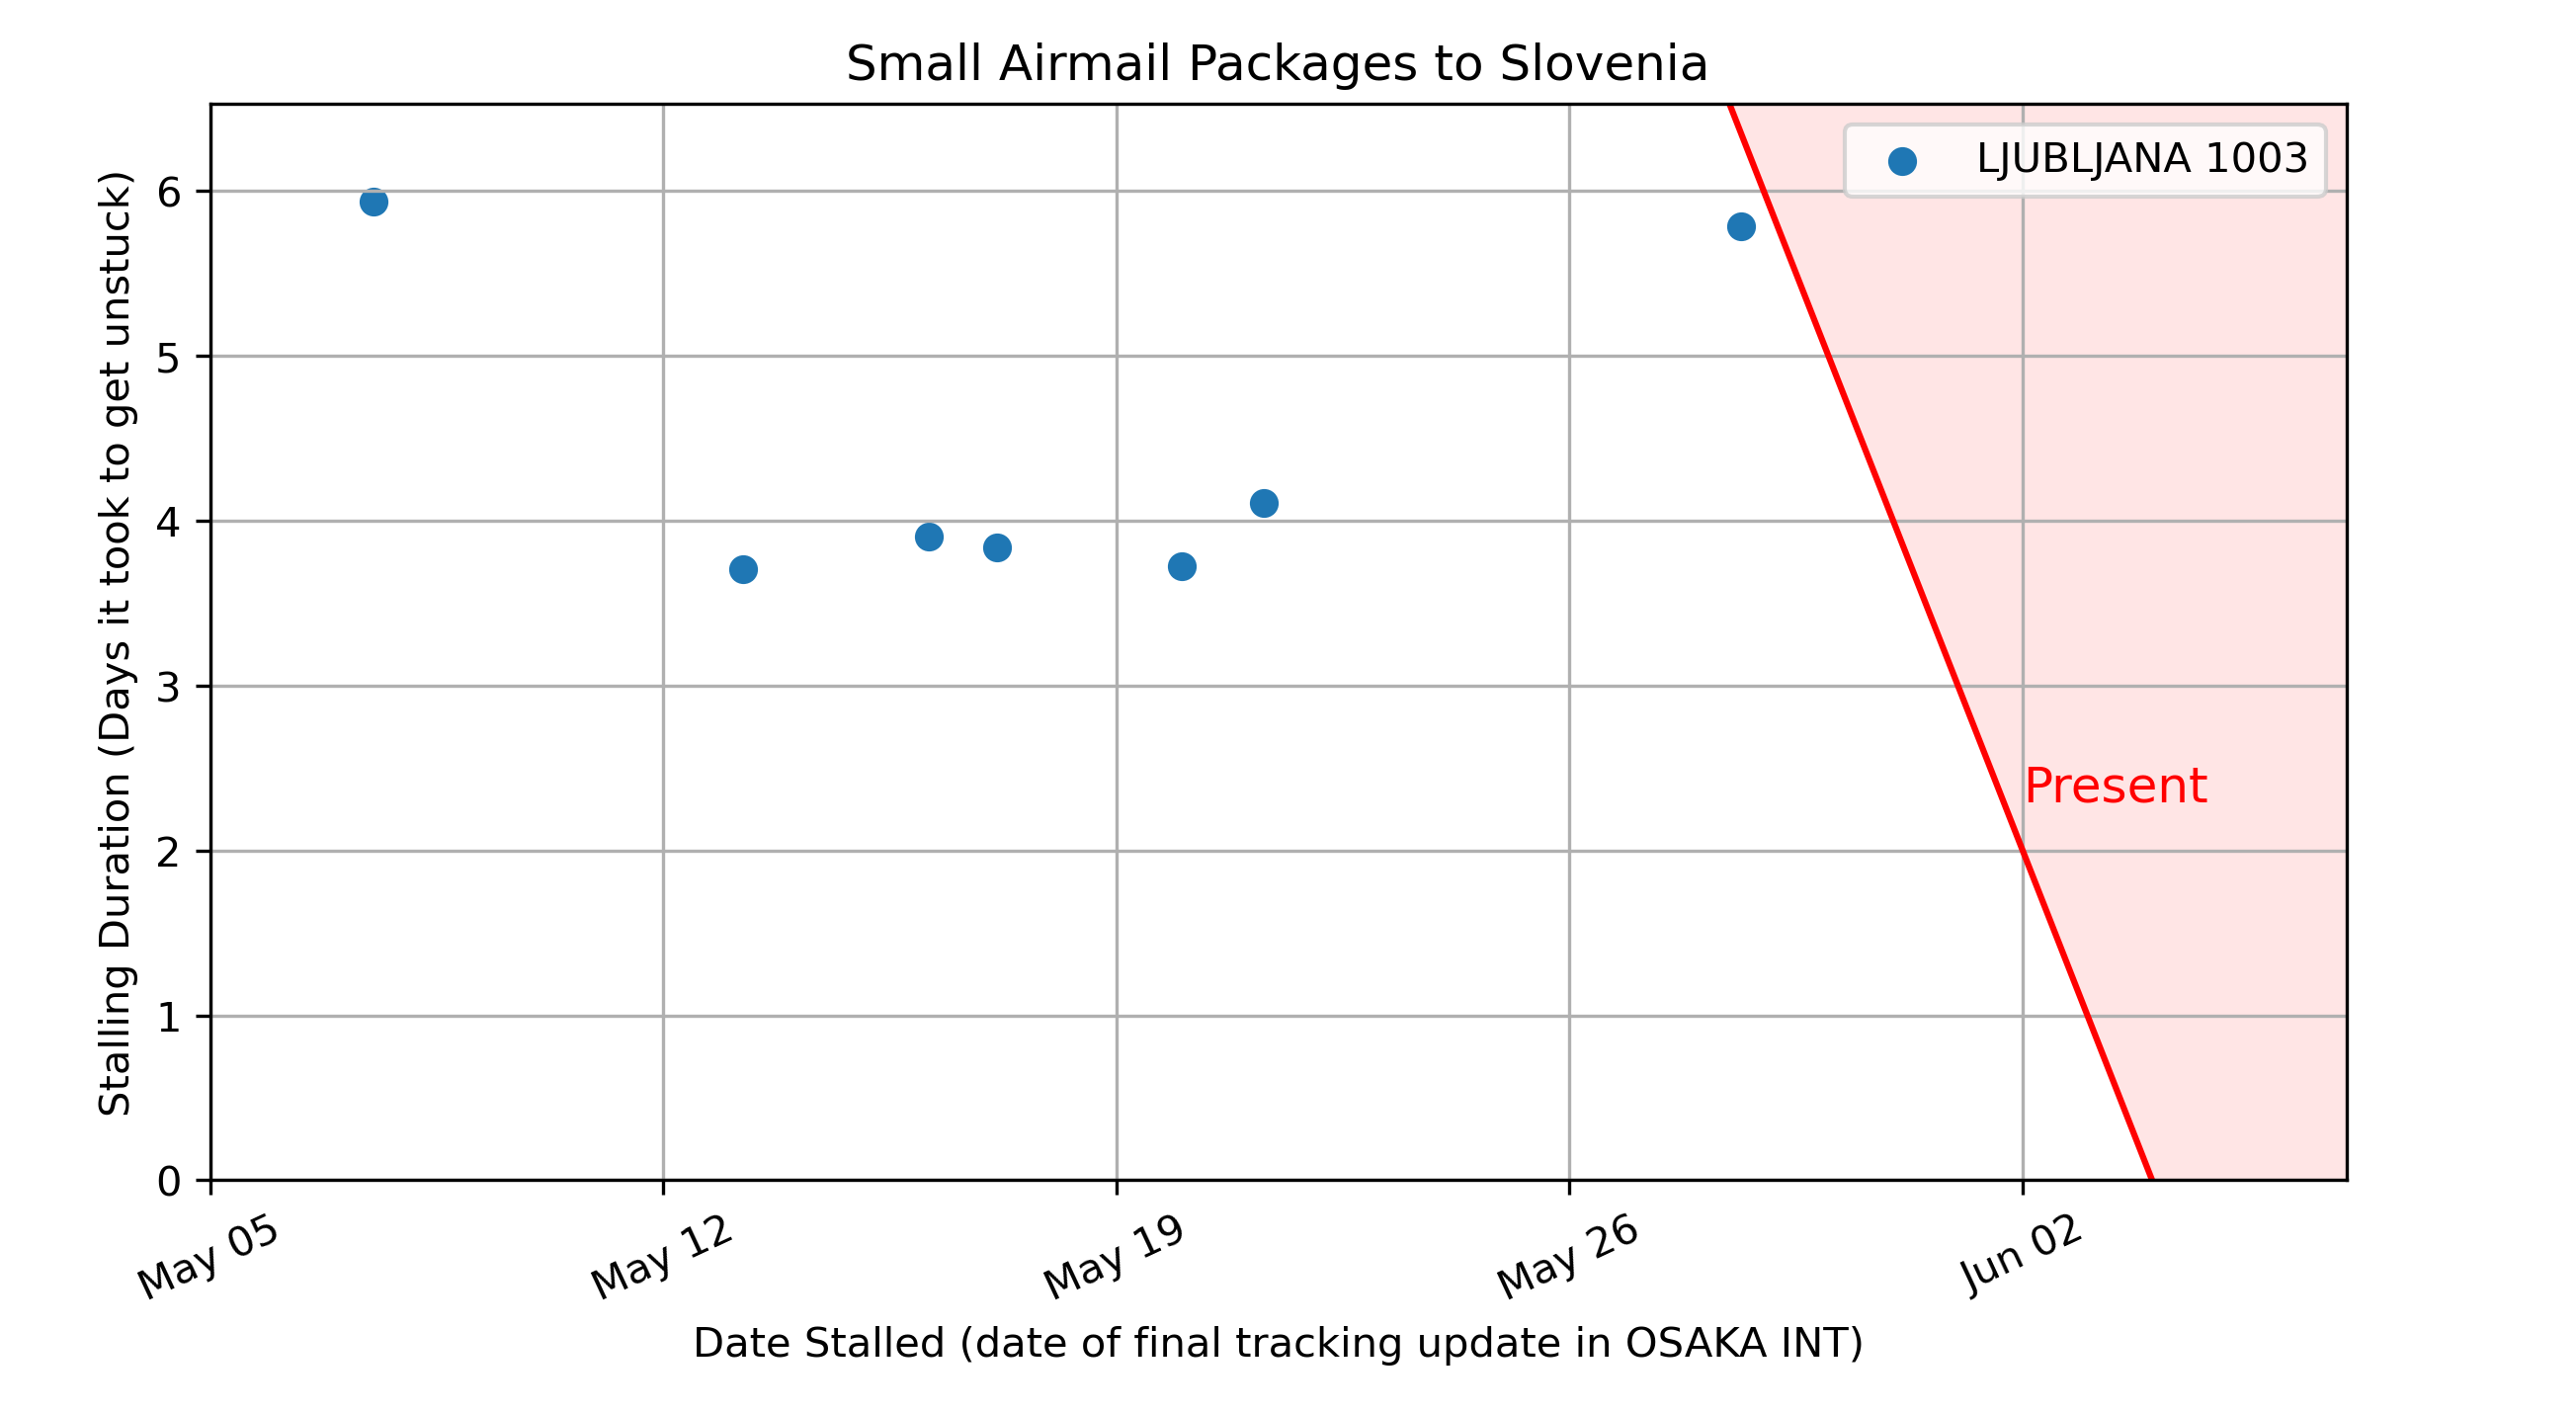 Small Airmail Packages to Slovenia
LJUBLJANA 1003
Stalling Duration (Days it took to get unstuck)
6
5
4
3
2
1
0
Present
May 05
May 12
May 19
May 26
Jun 02
Date Stalled (date of final tracking update in OSAKA INT)